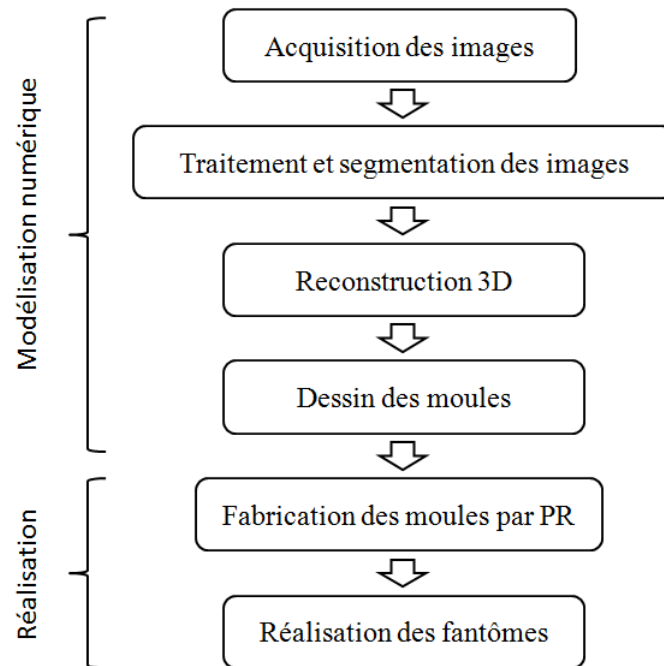 Modélisation numérique
Acquisition des images
Traitement et segmentation des images
Reconstruction 3D
Dessin des moules
Réalisation
Fabrication des moules par PR
Réalisation des fantômes